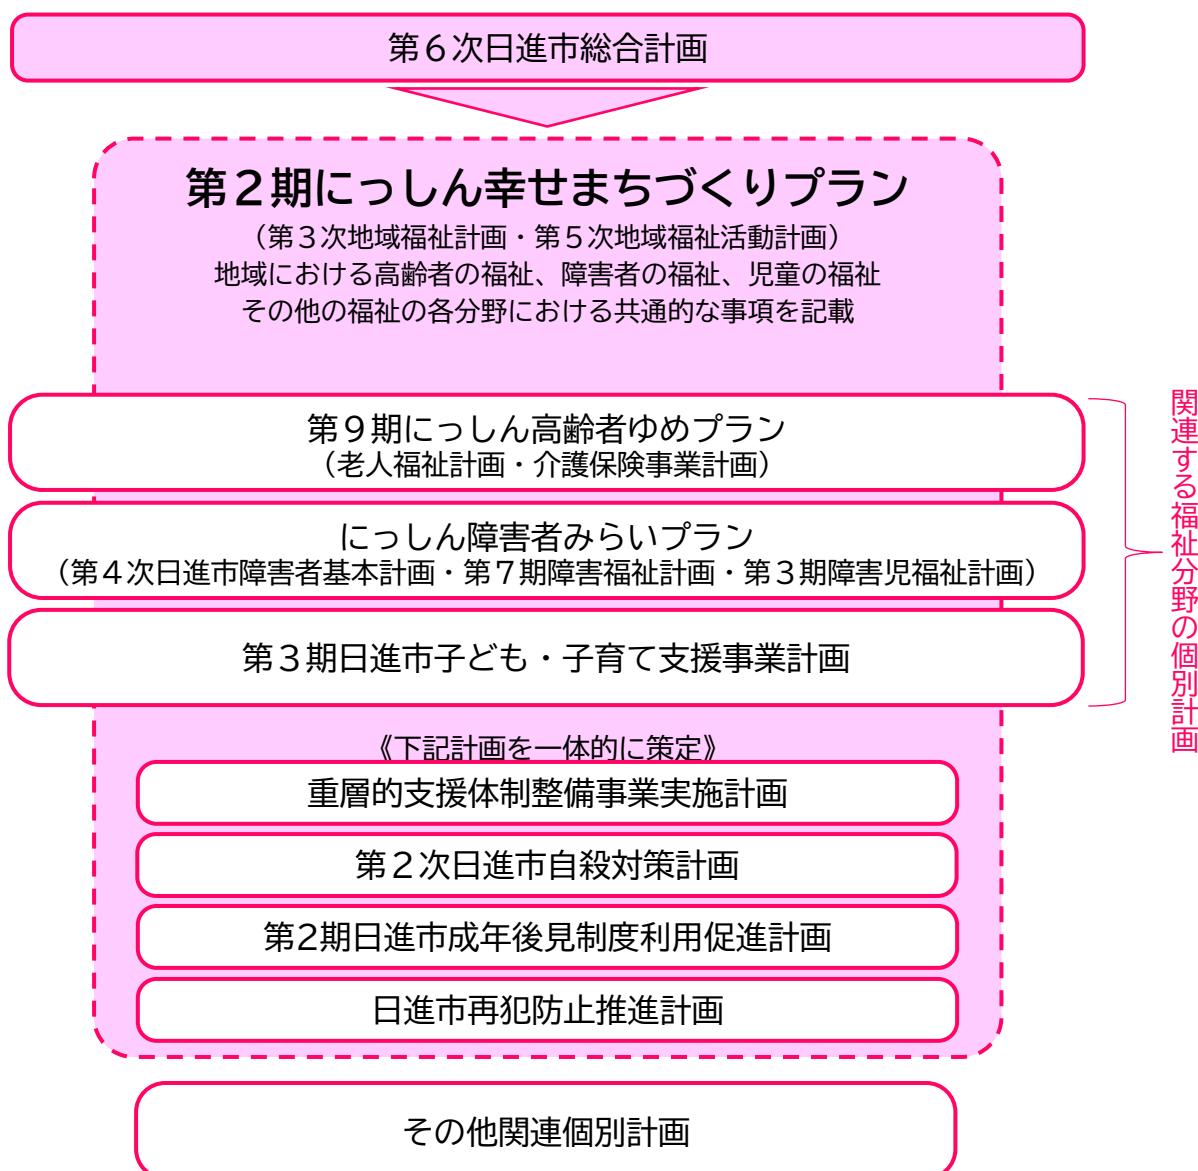 第６次日進市総合計画
第２期にっしん幸せまちづくりプラン
（第３次地域福祉計画・第５次地域福祉活動計画）
地域における高齢者の福祉、障害者の福祉、児童の福祉
その他の福祉の各分野における共通的な事項を記載
第９期にっしん高齢者ゆめプラン
（老人福祉計画・介護保険事業計画）
にっしん障害者みらいプラン
（第４次日進市障害者基本計画・第７期障害福祉計画・第３期障害児福祉計画）
第３期日進市子ども・子育て支援事業計画
関連する福祉分野の個別計画
《下記計画を一体的に策定》
重層的支援体制整備事業実施計画
第２次日進市自殺対策計画
第2期日進市成年後見制度利用促進計画
日進市再犯防止推進計画
その他関連個別計画